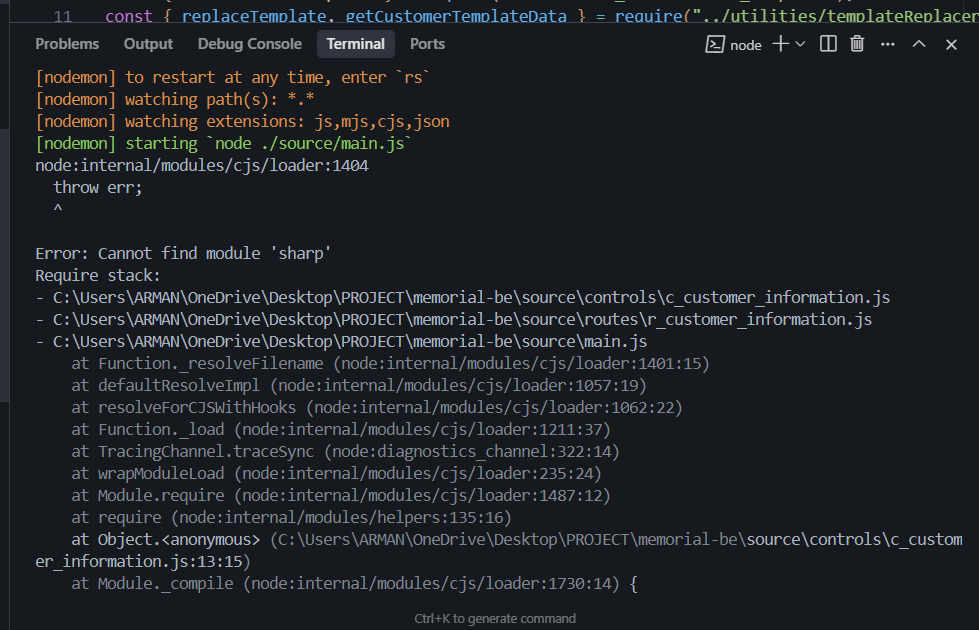 11 const { replaceTemplate, getCustomerTemplateData } = require("../utilities/templateReplacer
Problems Output Debug Console Terminal Ports node
[nodemon] to restart at any time, enter `rs`
[nodemon] watching path(s): *.*
[nodemon] watching extensions: js,mjs,cjs,json
[nodemon] starting `node ./source/main.js`
node:internal/modules/cjs/loader:1404
  throw err;
  ^
Error: Cannot find module 'sharp'
Require stack:
- C:\Users\ARMAN\OneDrive\Desktop\PROJECT\memorial-be\source\controls\c_customer_information.js
- C:\Users\ARMAN\OneDrive\Desktop\PROJECT\memorial-be\source\routes\r_customer_information.js
- C:\Users\ARMAN\OneDrive\Desktop\PROJECT\memorial-be\source\main.js
    at Function._resolveFilename (node:internal/modules/cjs/loader:1401:15)
    at defaultResolveImpl (node:internal/modules/cjs/loader:1057:19)
    at resolveForCJSWithHooks (node:internal/modules/cjs/loader:1062:22)
    at Function._load (node:internal/modules/cjs/loader:1211:37)
    at TracingChannel.traceSync (node:diagnostics_channel:322:14)
    at wrapModuleLoad (node:internal/modules/cjs/loader:235:24)
    at Module.require (node:internal/modules/cjs/loader:1487:12)
    at require (node:internal/modules/helpers:135:16)
    at Object.<anonymous> (C:\Users\ARMAN\OneDrive\Desktop\PROJECT\memorial-be\source\controls\c_custom
er_information.js:13:15)
    at Module._compile (node:internal/modules/cjs/loader:1730:14) {
Ctrl+K to generate command